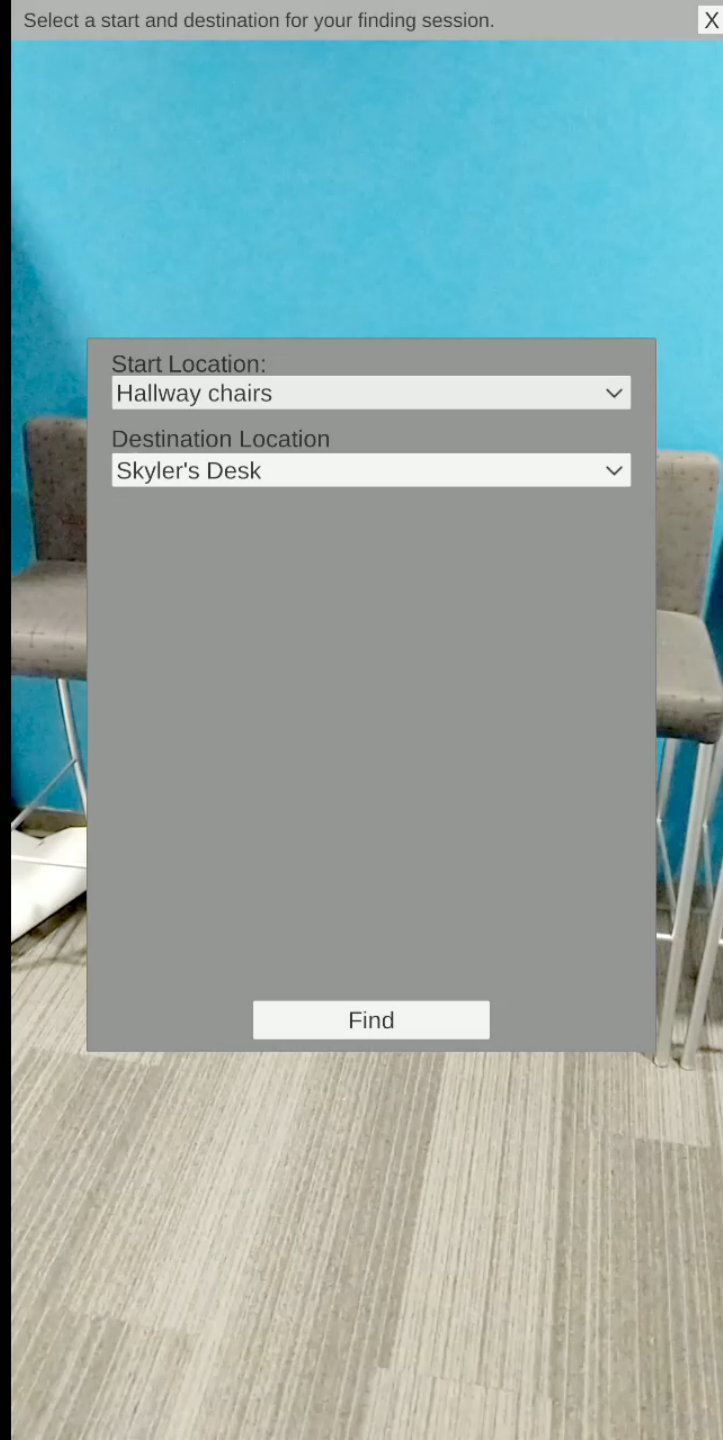 Select a start and destination for your finding session.
X
Start Location:
Hallway chairs
Destination Location
Skyler's Desk
Find